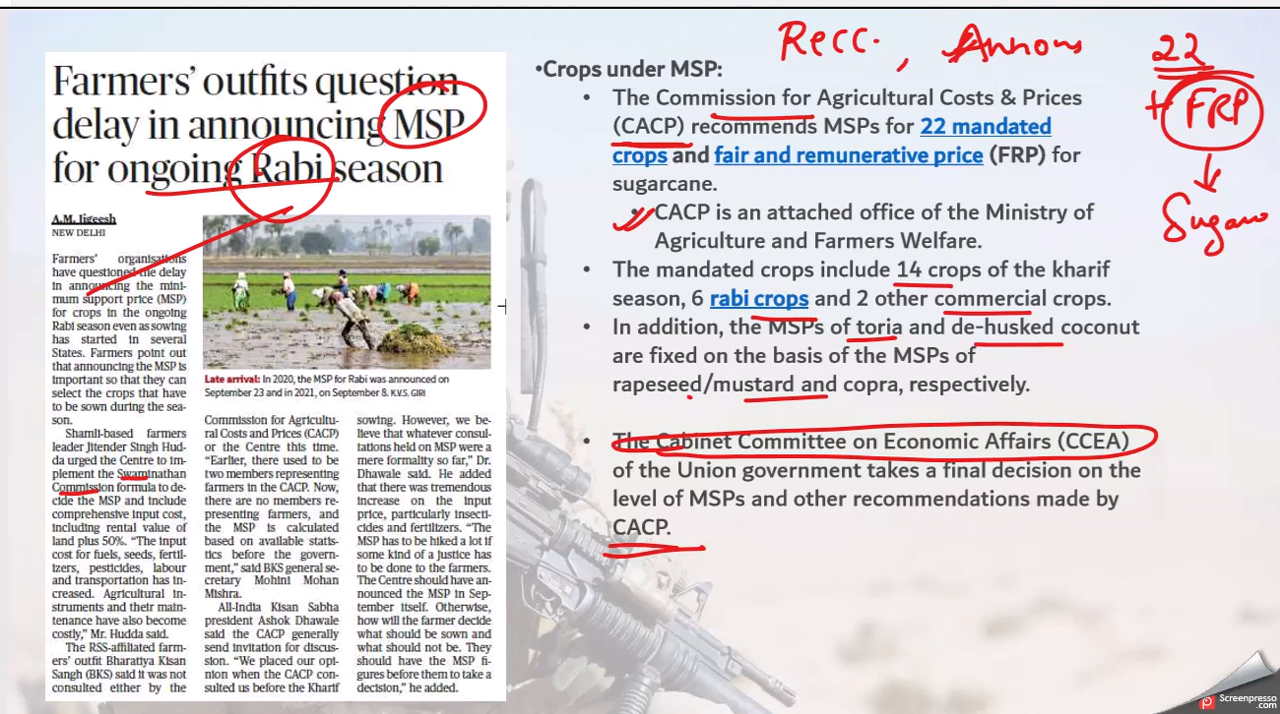 Farmers' outfits question
delay in announcing MSP
for ongoing Rabi season
A.M. Jigeesh
NEW DELHI
Farmers' organisations
have questioned the delay
in announcing the mini-
mum support price (MSP)
for crops in the ongoing
Rabi season even as sowing
has started in several
States. Farmers point out
that announcing the MSP is
important so that they can
select the crops that have
to be sown during the sea-
son.
Shamli-based farmers
leader Jitender Singh Hud-
da urged the Centre to im-
plement the Swaminathan
Commission formula to de-
cide the MSP and include
comprehensive input cost,
including rental value of
land plus 50%. "The input
cost for fuels, seeds, fertil-
izers, pesticides, labour
and transportation has in-
creased. Agricultural in-
struments and their main-
tenance have also become
costly," Mr. Hudda said.
The RSS-affiliated farm-
ers' outfit Bharatiya Kisan
Sangh (BKS) said it was not
consulted either by the
Late arrival: In 2020, the MSP for Rabi was announced on
September 23 and in 2021, on September 8. K.V.S. GIRI
Commission for Agricultu-
ral Costs and Prices (CACP)
or the Centre this time.
"Earlier, there used to be
two members representing
farmers in the CACP. Now,
there are no members re-
presenting farmers, and
the MSP is calculated
based on available statis-
tics before the govern-
ment," said BKS general se-
cretary Mohini Mohan
Mishra.
All-India Kisan Sabha
president Ashok Dhawale
said the CACP generally
send invitation for discus-
sion. "We placed our opi-
nion when the CACP con-
sulted us before the Kharif
sowing. However, we be-
lieve that whatever consul-
tations held on MSP were a
mere formality so far," Dr.
Dhawale said. He added
that there was tremendous
increase on the input
price, particularly insecti-
cides and fertilizers. "The
MSP has to be hiked a lot if
some kind of a justice has
to be done to the farmers.
The Centre should have an-
nounced the MSP in Sep-
tember itself. Otherwise,
how will the farmer decide
what should be sown and
what should not be. They
should have the MSP fi-
gures before them to take a
decision," he added.
Recc. , Announ
22
+ FRP
Sugarc
•Crops under MSP:
• The Commission for Agricultural Costs & Prices
(CACP) recommends MSPs for 22 mandated
crops and fair and remunerative price (FRP) for
sugarcane.
• CACP is an attached office of the Ministry of
Agriculture and Farmers Welfare.
• The mandated crops include 14 crops of the kharif
season, 6 rabi crops and 2 other commercial crops.
• In addition, the MSPs of toria and de-husked coconut
are fixed on the basis of the MSPs of
rapeseed/mustard and copra, respectively.
• The Cabinet Committee on Economic Affairs (CCEA)
of the Union government takes a final decision on the
level of MSPs and other recommendations made by
CACP.
Screenpresso
.com